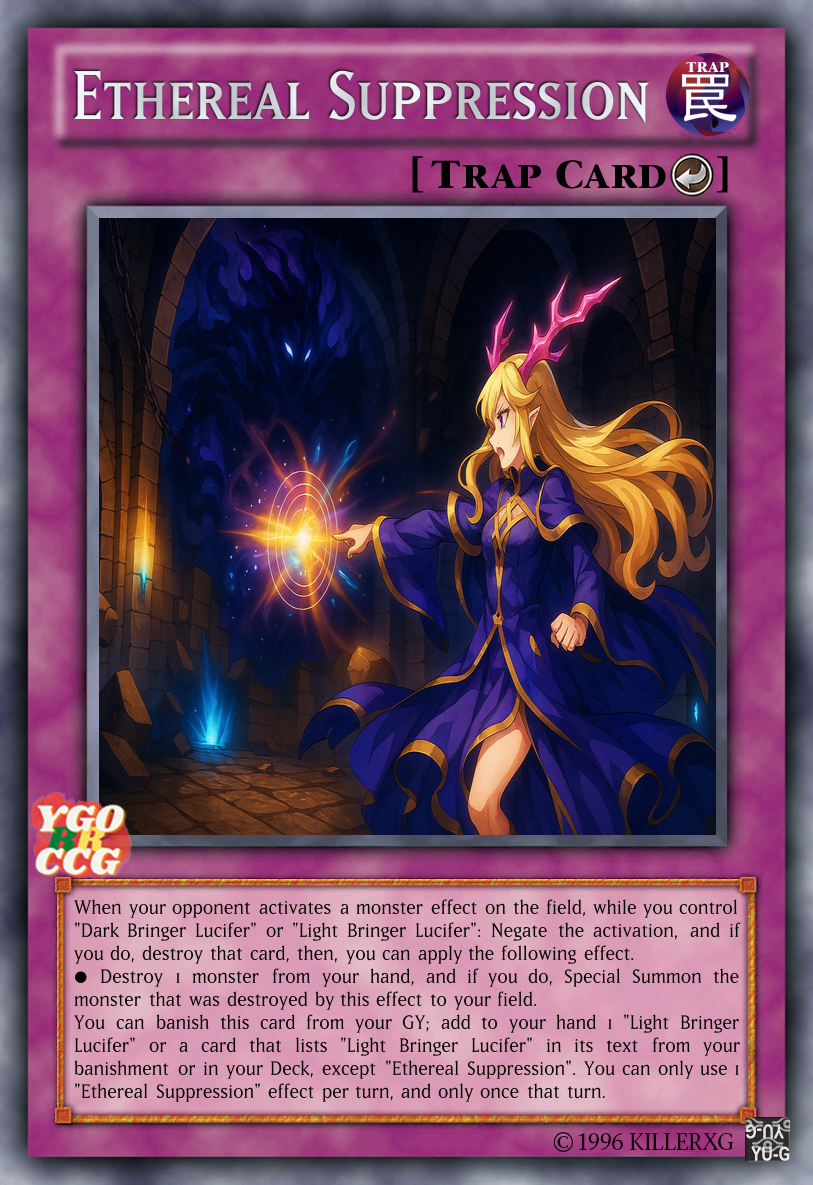 ETHEREAL SUPPRESSION
TRAP
罠
[ TRAP CARD ]
YGO
BR
CCG
When your opponent activates a monster effect on the field, while you control
"Dark Bringer Lucifer" or "Light Bringer Lucifer": Negate the activation, and if
you do, destroy that card, then, you can apply the following effect.
● Destroy 1 monster from your hand, and if you do, Special Summon the
monster that was destroyed by this effect to your field.
You can banish this card from your GY; add to your hand 1 "Light Bringer
Lucifer" or a card that lists "Light Bringer Lucifer" in its text from your
banishment or in your Deck, except "Ethereal Suppression". You can only use 1
"Ethereal Suppression" effect per turn, and only once that turn.
© 1996 KILLERXG
YU-G
YU-G